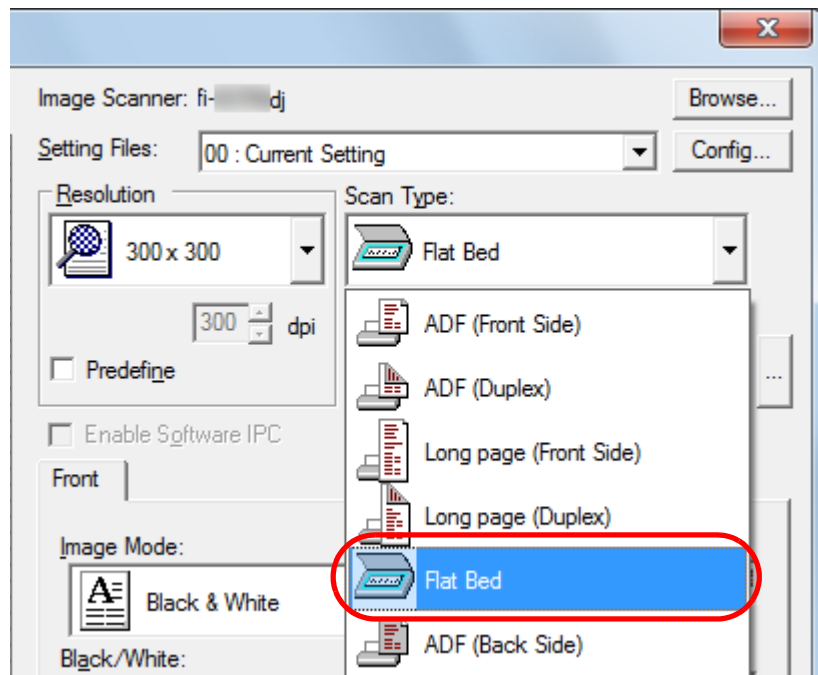 Image Scanner: fi- dj
Browse...
Setting Files:
00 : Current Setting
Config...
Resolution
Scan Type:
300 x 300
Flat Bed
300
dpi
ADF (Front Side)
Predefine
...
ADF (Duplex)
Enable Software IPC
Long page (Front Side)
Front
Long page (Duplex)
Image Mode:
Flat Bed
Black & White
ADF (Back Side)
Black/White: